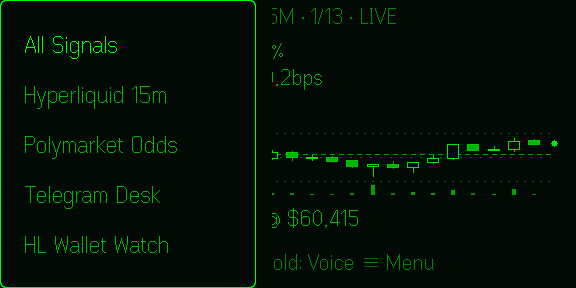 All Signals
Hyperliquid 15m
Polymarket Odds
Telegram Desk
HL Wallet Watch
5M · 1/13 · LIVE
%
.2bps
@ $60,415
old: Voice ≡ Menu